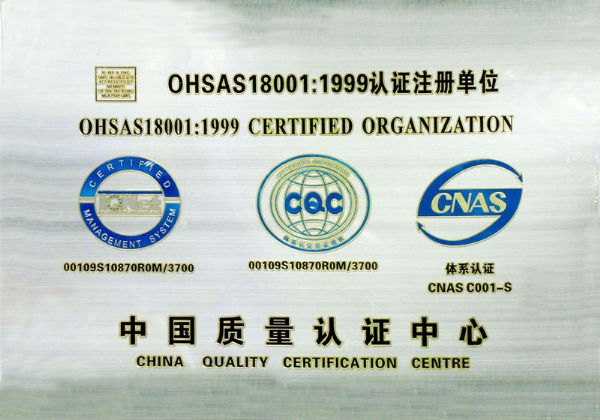 OHSAS18001:1999认证注册单位
OHSAS18001:1999 CERTIFIED ORGANIZATION
CERTIFIED
IQNet
MANAGEMENT SYSTEM
CQC
CNAS
00109S10870R0M/3700
00109S10870R0M/3700
体系认证
CNAS C001-S
中国质量认证中心
CHINA QUALITY CERTIFICATION CENTRE